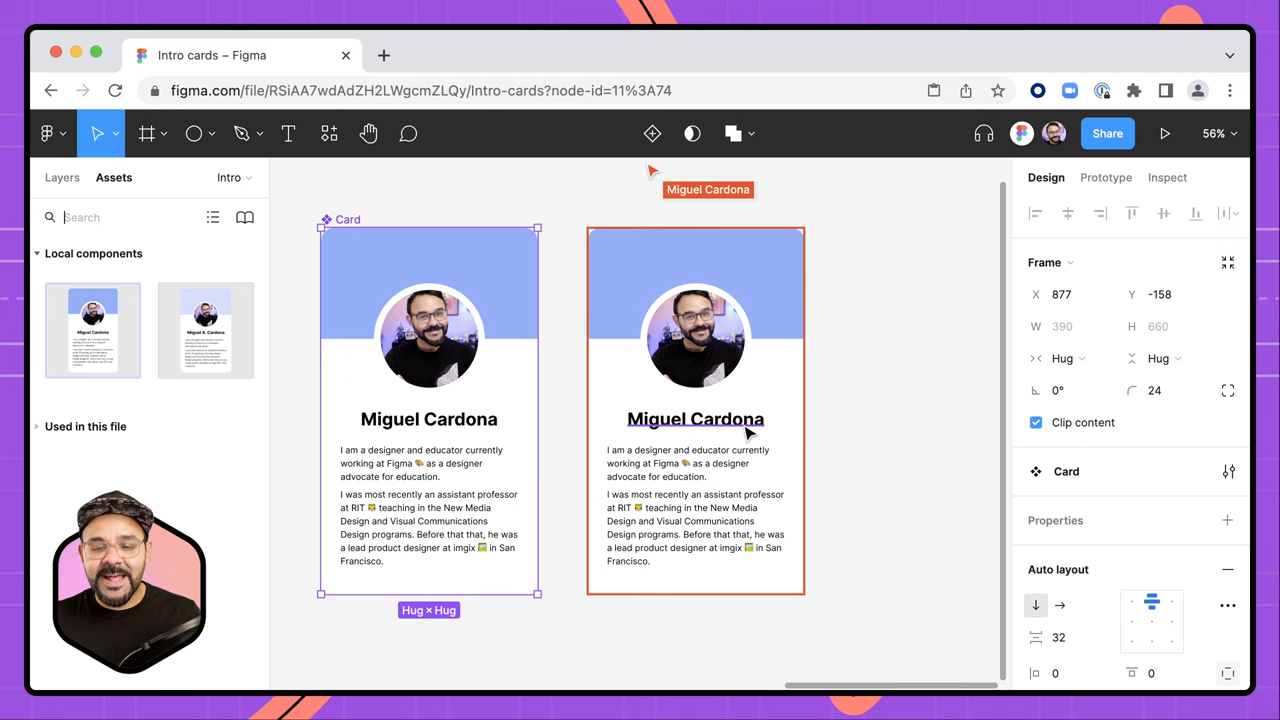 Intro cards – Figma
figma.com/file/RSiAA7wdAdZH2LWgcmZLQy/Intro-cards?node-id=11%3A74
Share
56%
Layers
Assets
Intro
Search
Local components
Used in this file
Miguel Cardona
Card
Miguel Cardona
I am a designer and educator currently
working at Figma 🎨 as a designer
advocate for education.
I was most recently an assistant professor
at RIT 🐯 teaching in the New Media
Design and Visual Communications
Design programs. Before that that, he was
a lead product designer at imgix 🖼️ in San
Francisco.
Hug × Hug
Miguel Cardona
I am a designer and educator currently
working at Figma 🎨 as a designer
advocate for education.
I was most recently an assistant professor
at RIT 🐯 teaching in the New Media
Design and Visual Communications
Design programs. Before that that, he was
a lead product designer at imgix 🖼️ in San
Francisco.
Design
Prototype
Inspect
Frame
X 877 Y -158
W 390 H 660
Hug Hug
0° 24
Clip content
Card
Properties
Auto layout
32
0 0